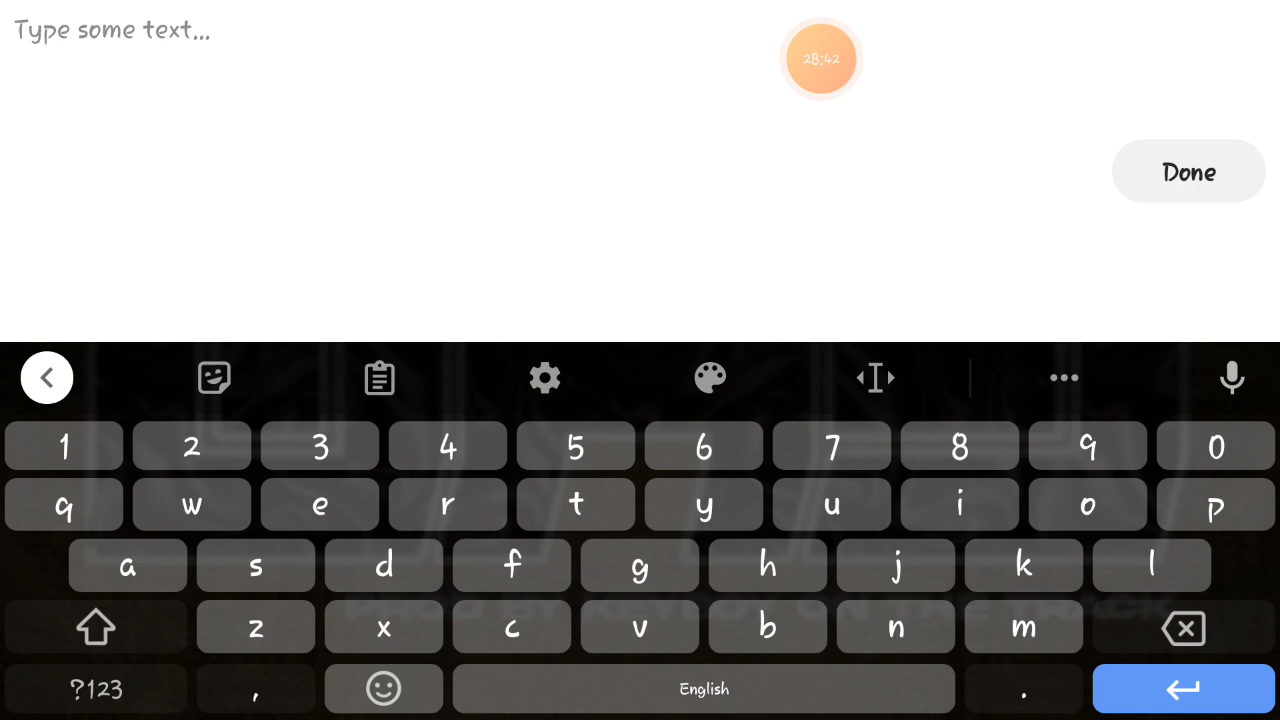 Type some text...
28:42
Done
1 2 3 4 5 6 7 8 9 0
q w e r t y u i o p
a s d f g h j k l
z x c v b n m
?123 , English .